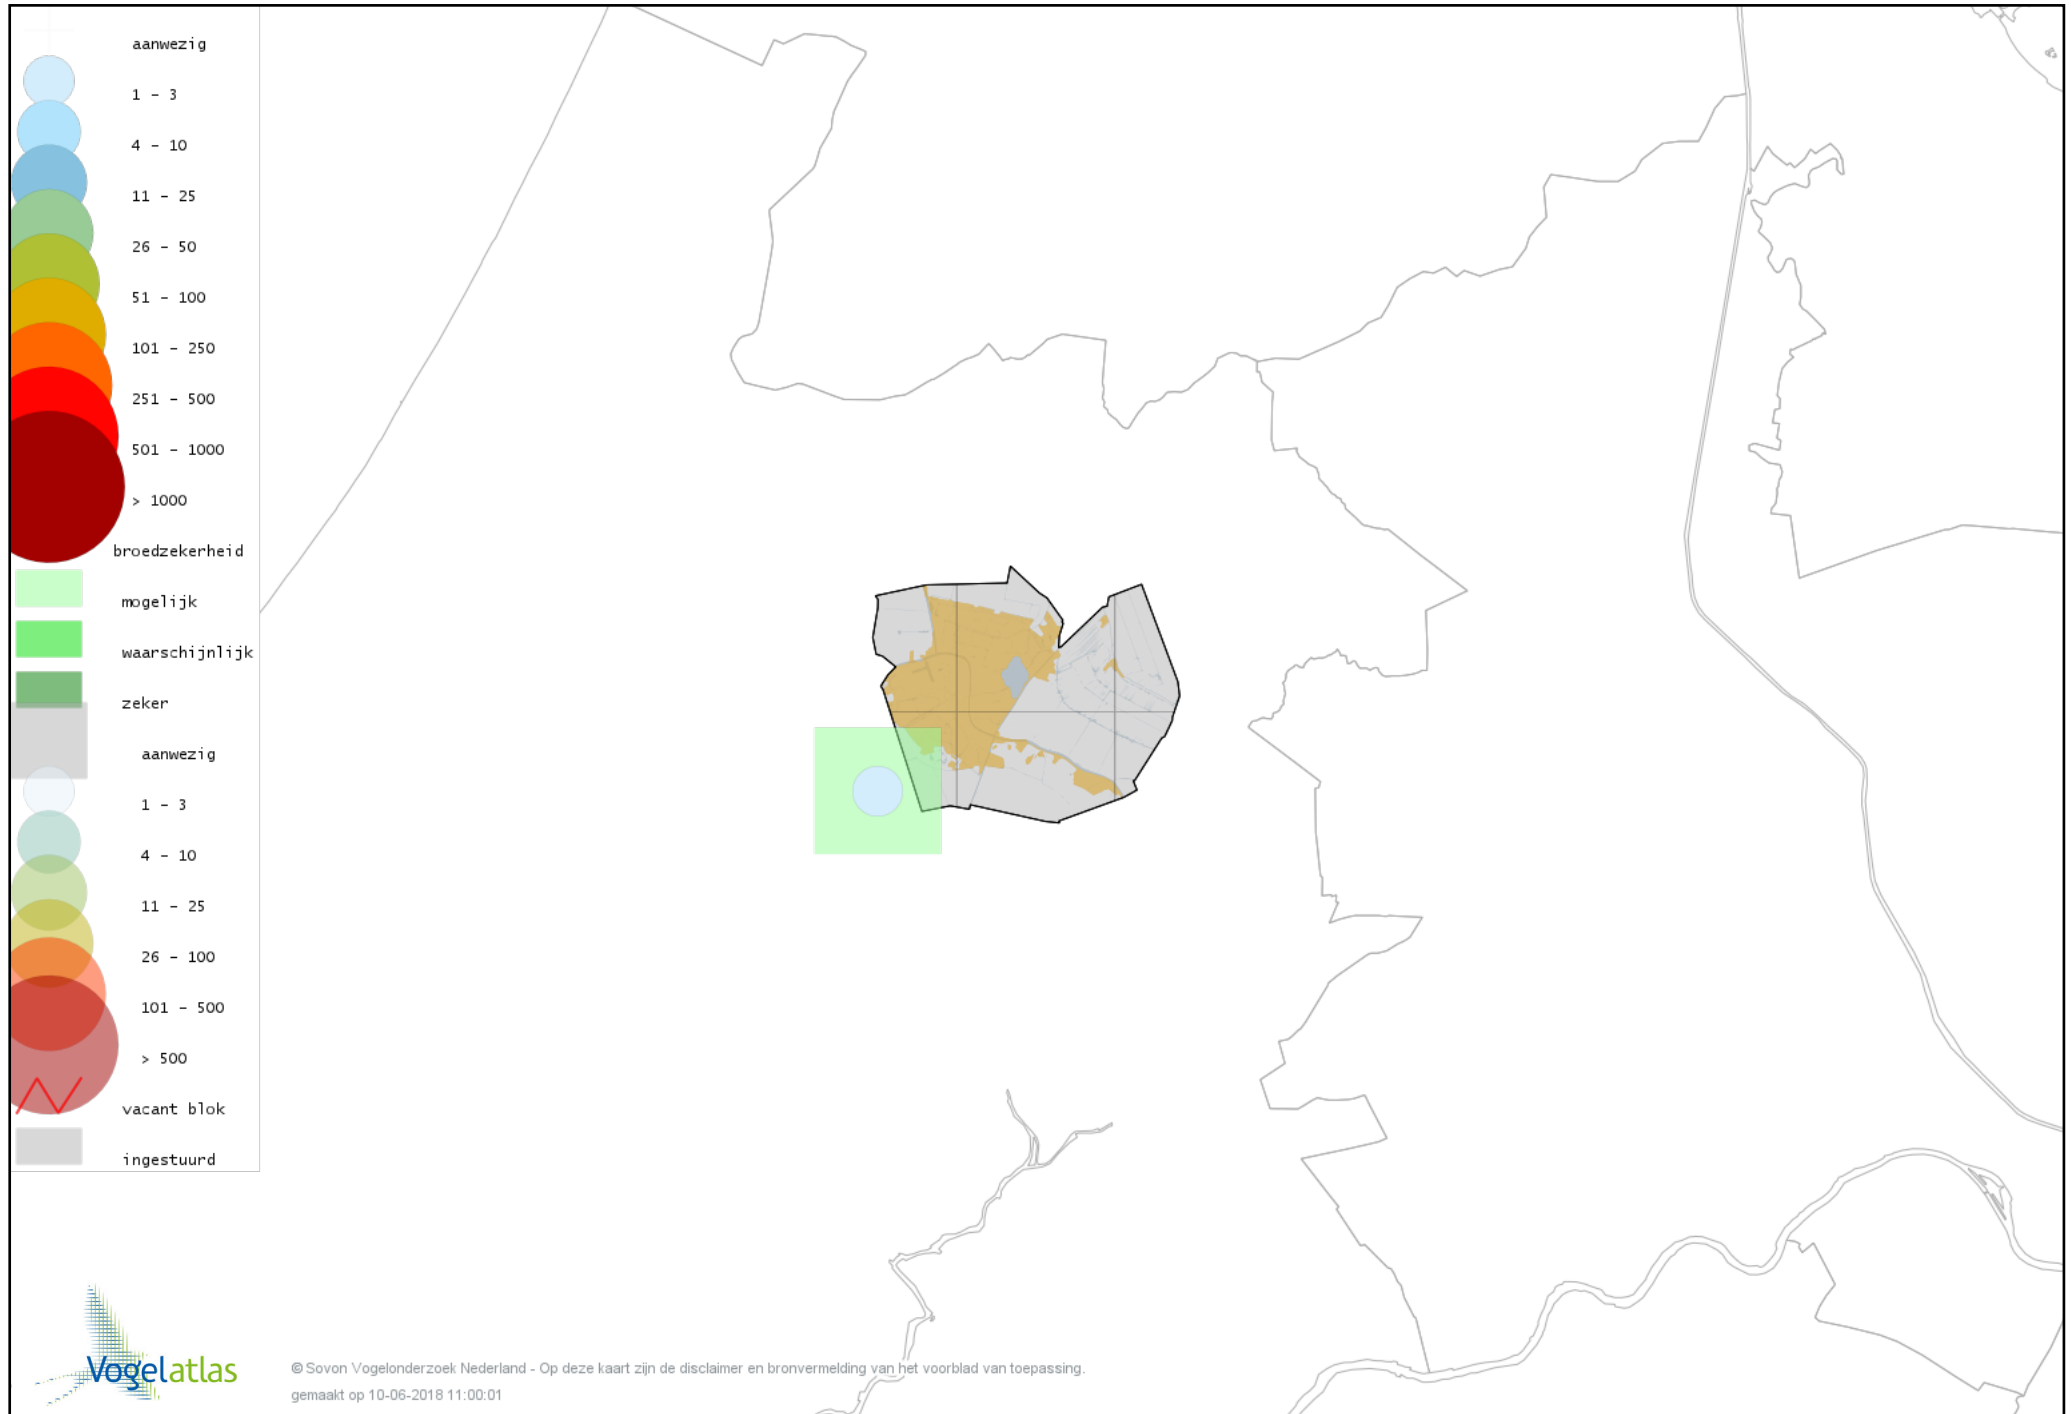 aanwezig
1 - 3
4 - 10
11 - 25
26 - 50
51 - 100
101 - 250
251 - 500
501 - 1000
> 1000
broedzekerheid
mogelijk
waarschijnlijk
zeker
aanwezig
1 - 3
4 - 10
11 - 25
26 - 100
101 - 500
> 500
vacant blok
ingestuurd
Vogelatlas
© Sovon Vogelonderzoek Nederland - Op deze kaart zijn de disclaimer en bronvermelding van het voorblad van toepassing.
gemaakt op 10-06-2018 11:00:01